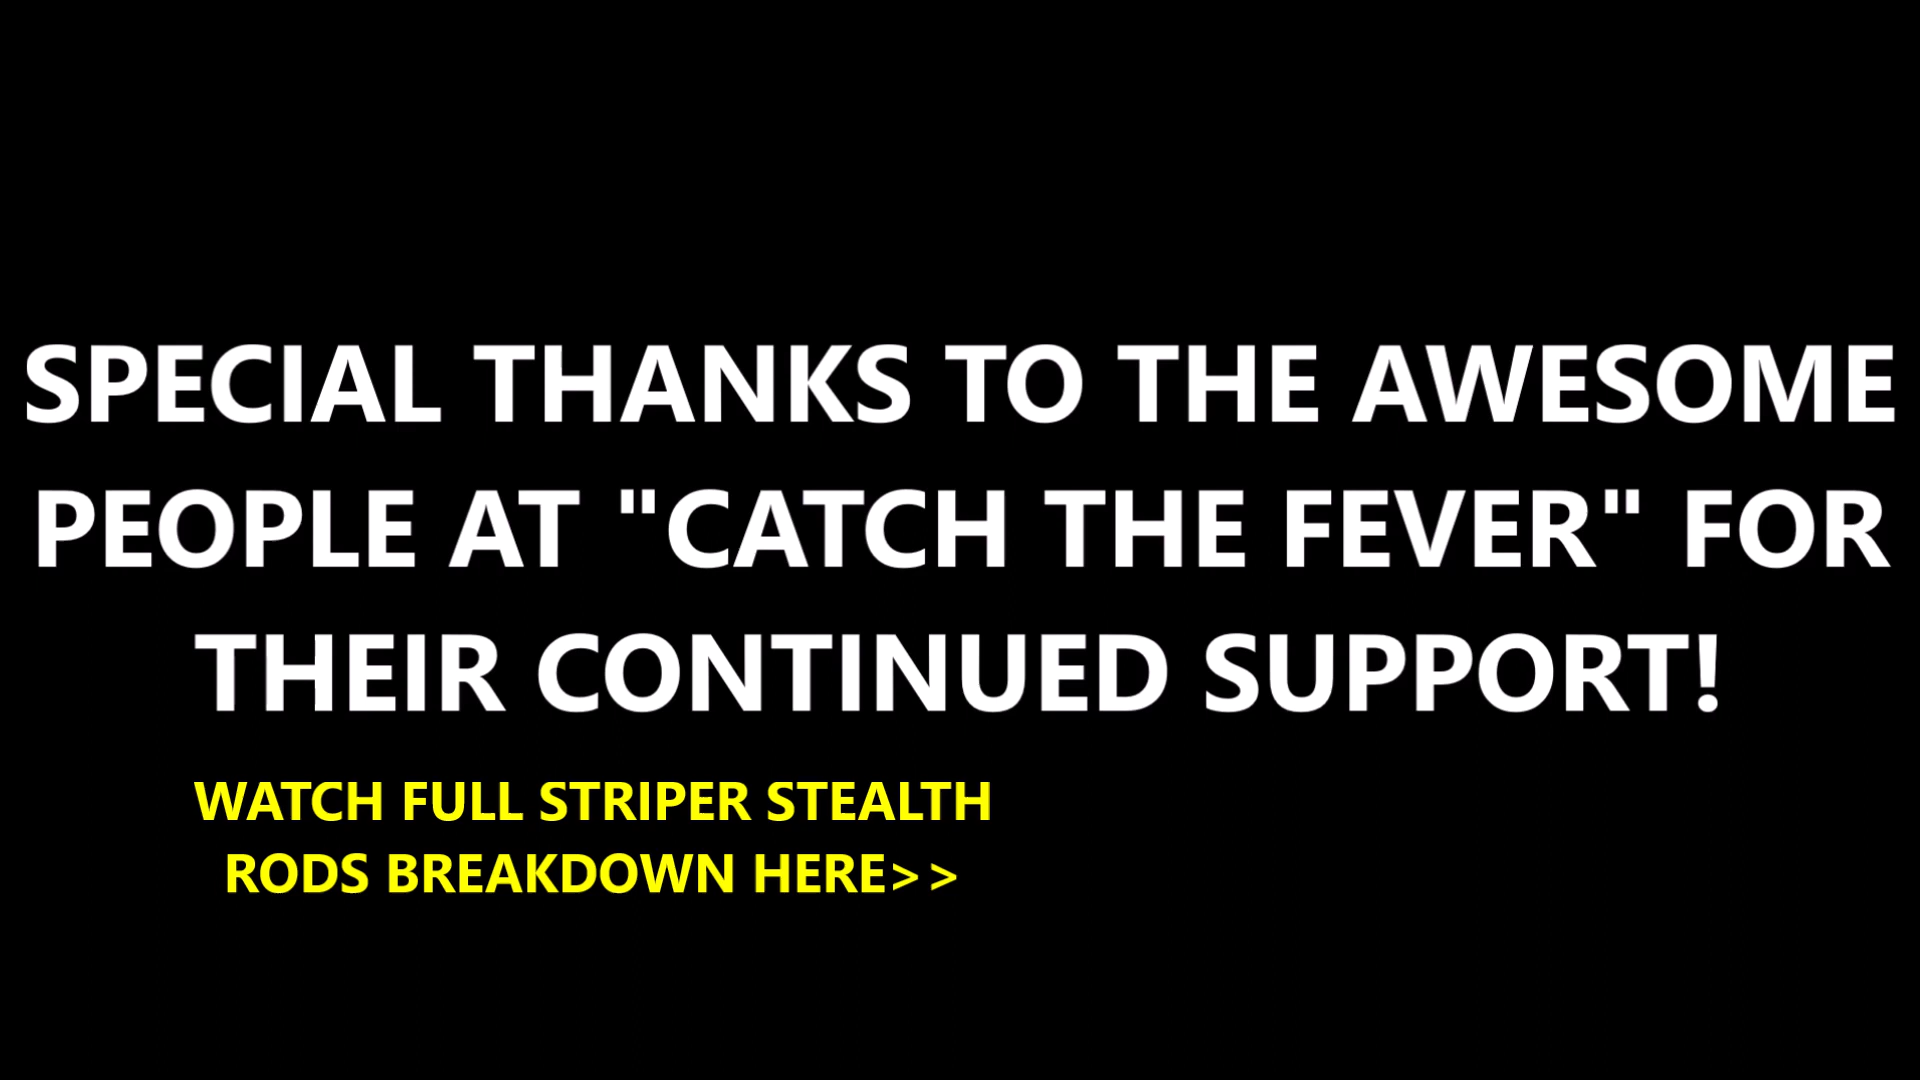 SPECIAL THANKS TO THE AWESOME
PEOPLE AT "CATCH THE FEVER" FOR
THEIR CONTINUED SUPPORT!
WATCH FULL STRIPER STEALTH
RODS BREAKDOWN HERE>>